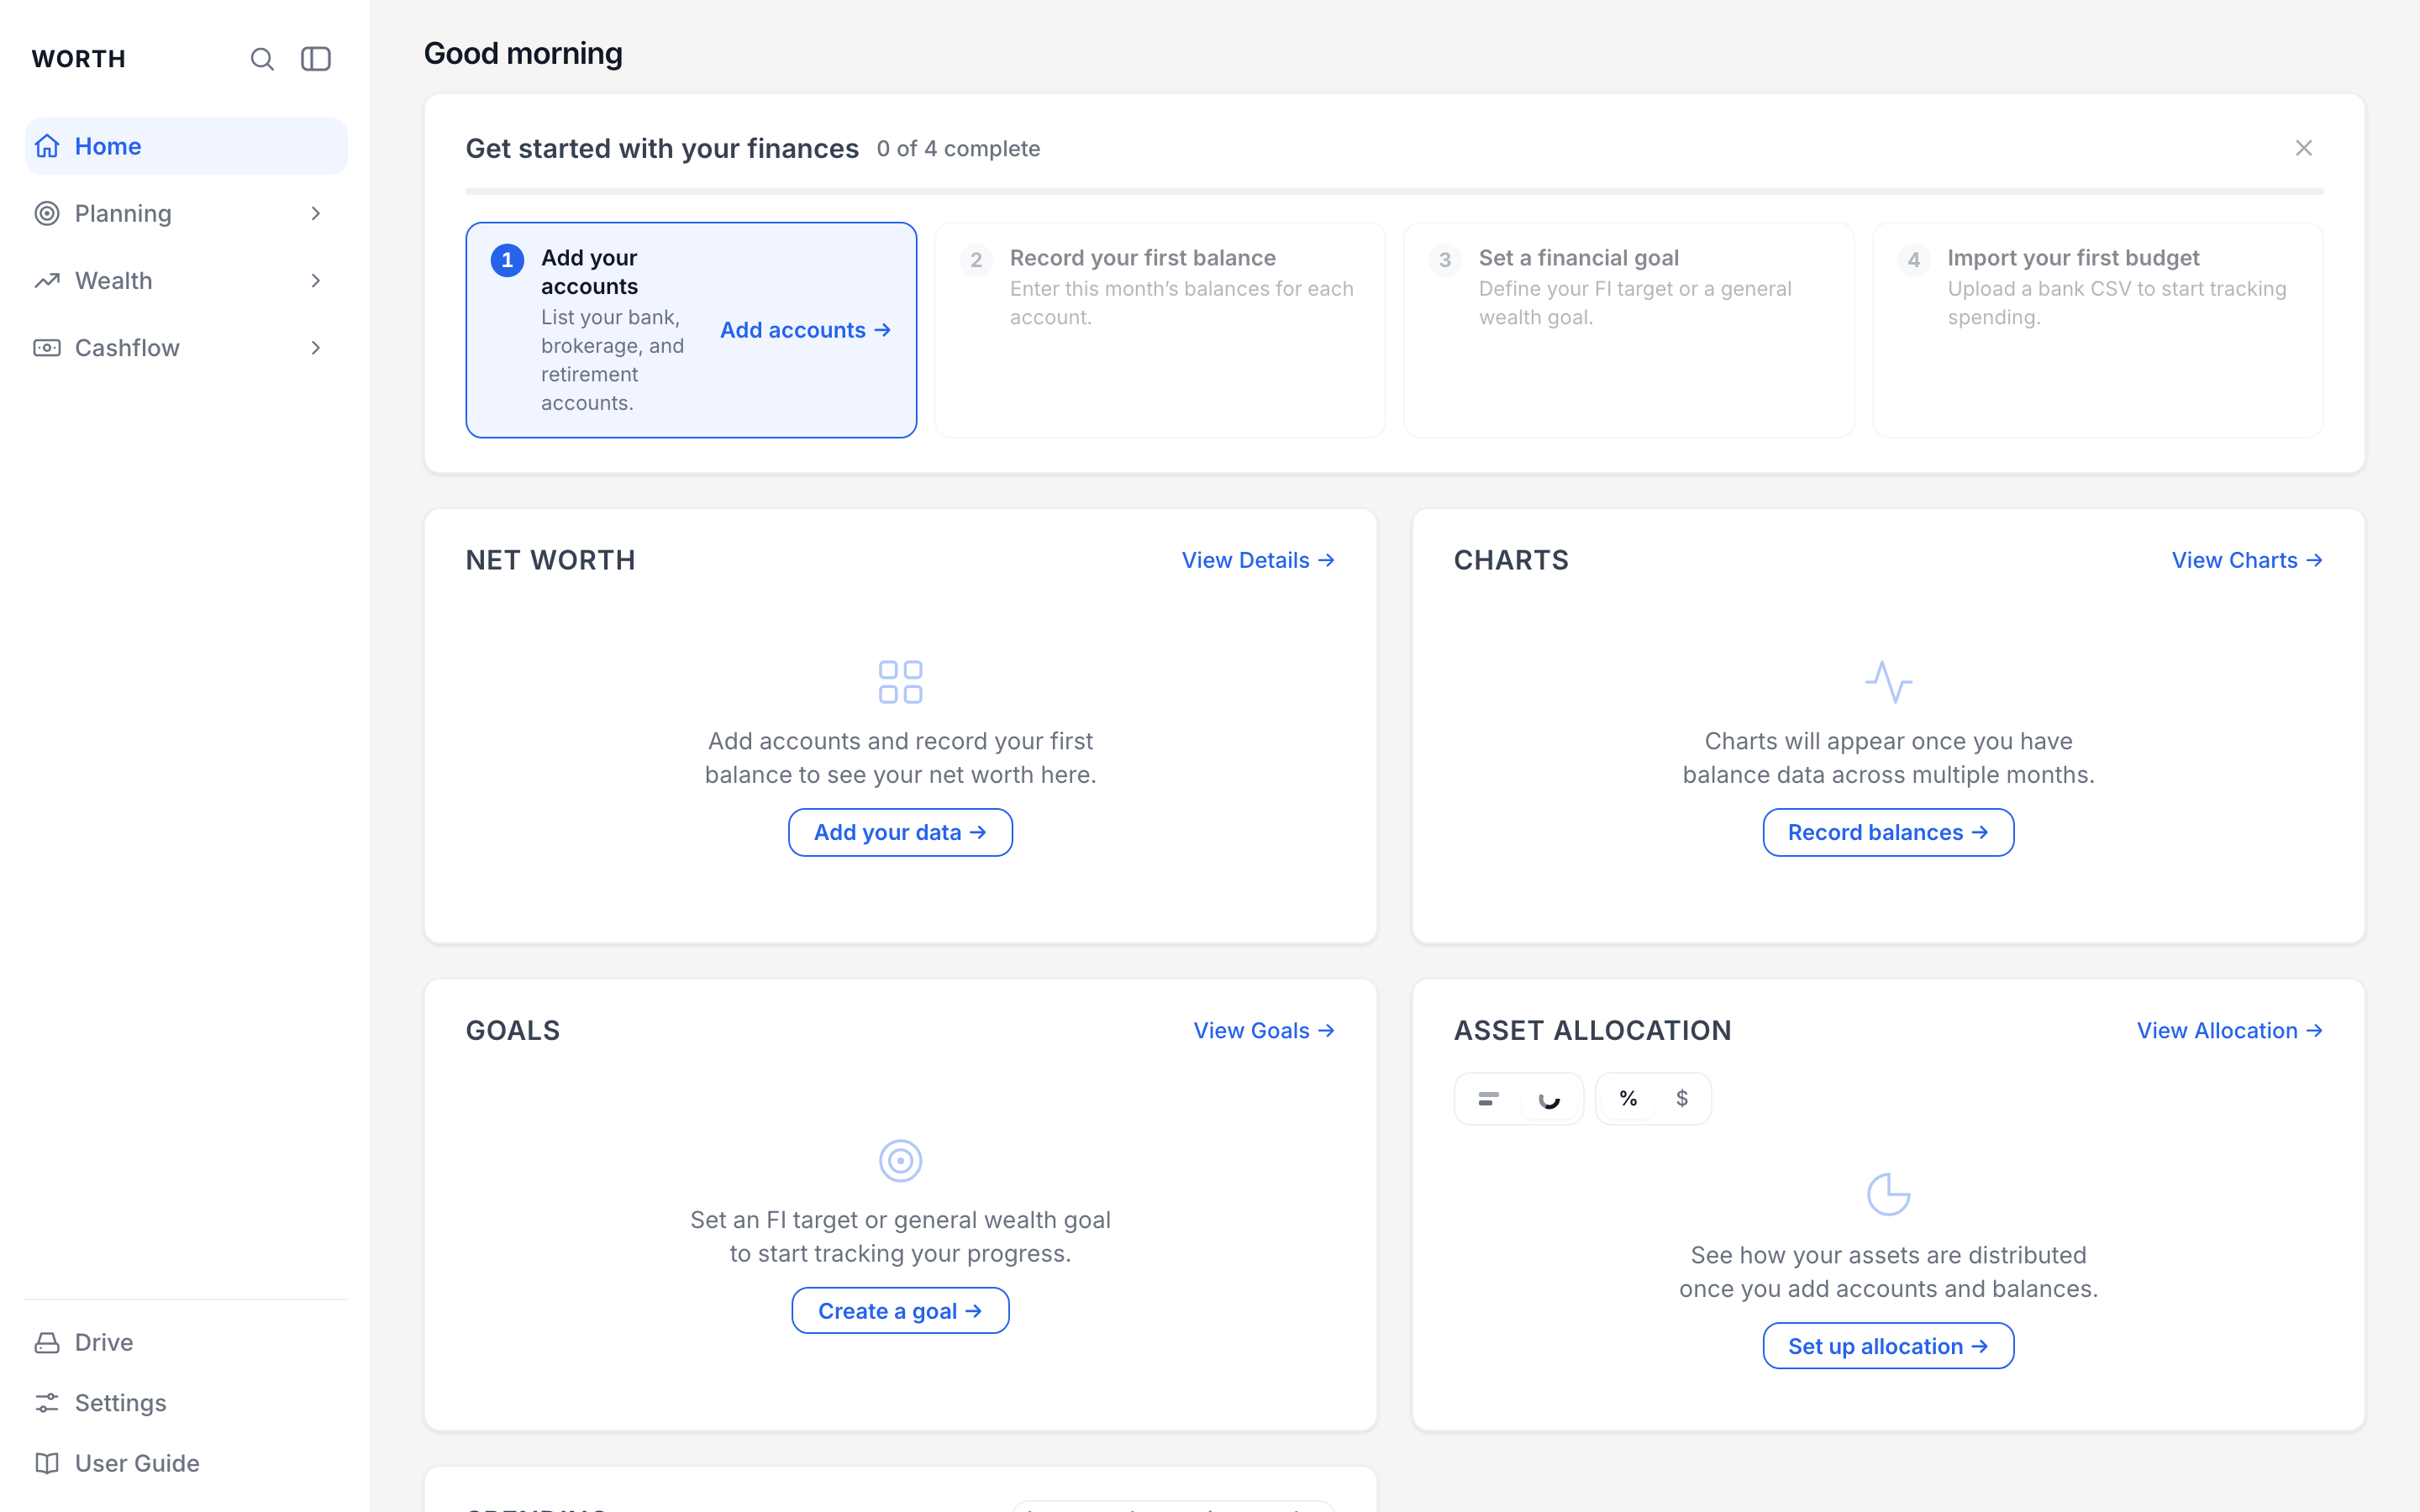 WORTH
Home
Planning
Wealth
Cashflow
Drive
Settings
User Guide
Good morning
Get started with your finances 0 of 4 complete
1 Add your
accounts
List your bank,
brokerage, and
retirement
accounts.
Add accounts →
2 Record your first balance
Enter this month’s balances for each
account.
3 Set a financial goal
Define your FI target or a general
wealth goal.
4 Import your first budget
Upload a bank CSV to start tracking
spending.
NET WORTH View Details →
Add accounts and record your first
balance to see your net worth here.
Add your data →
CHARTS View Charts →
Charts will appear once you have
balance data across multiple months.
Record balances →
GOALS View Goals →
Set an FI target or general wealth goal
to start tracking your progress.
Create a goal →
ASSET ALLOCATION View Allocation →
% $
See how your assets are distributed
once you add accounts and balances.
Set up allocation →